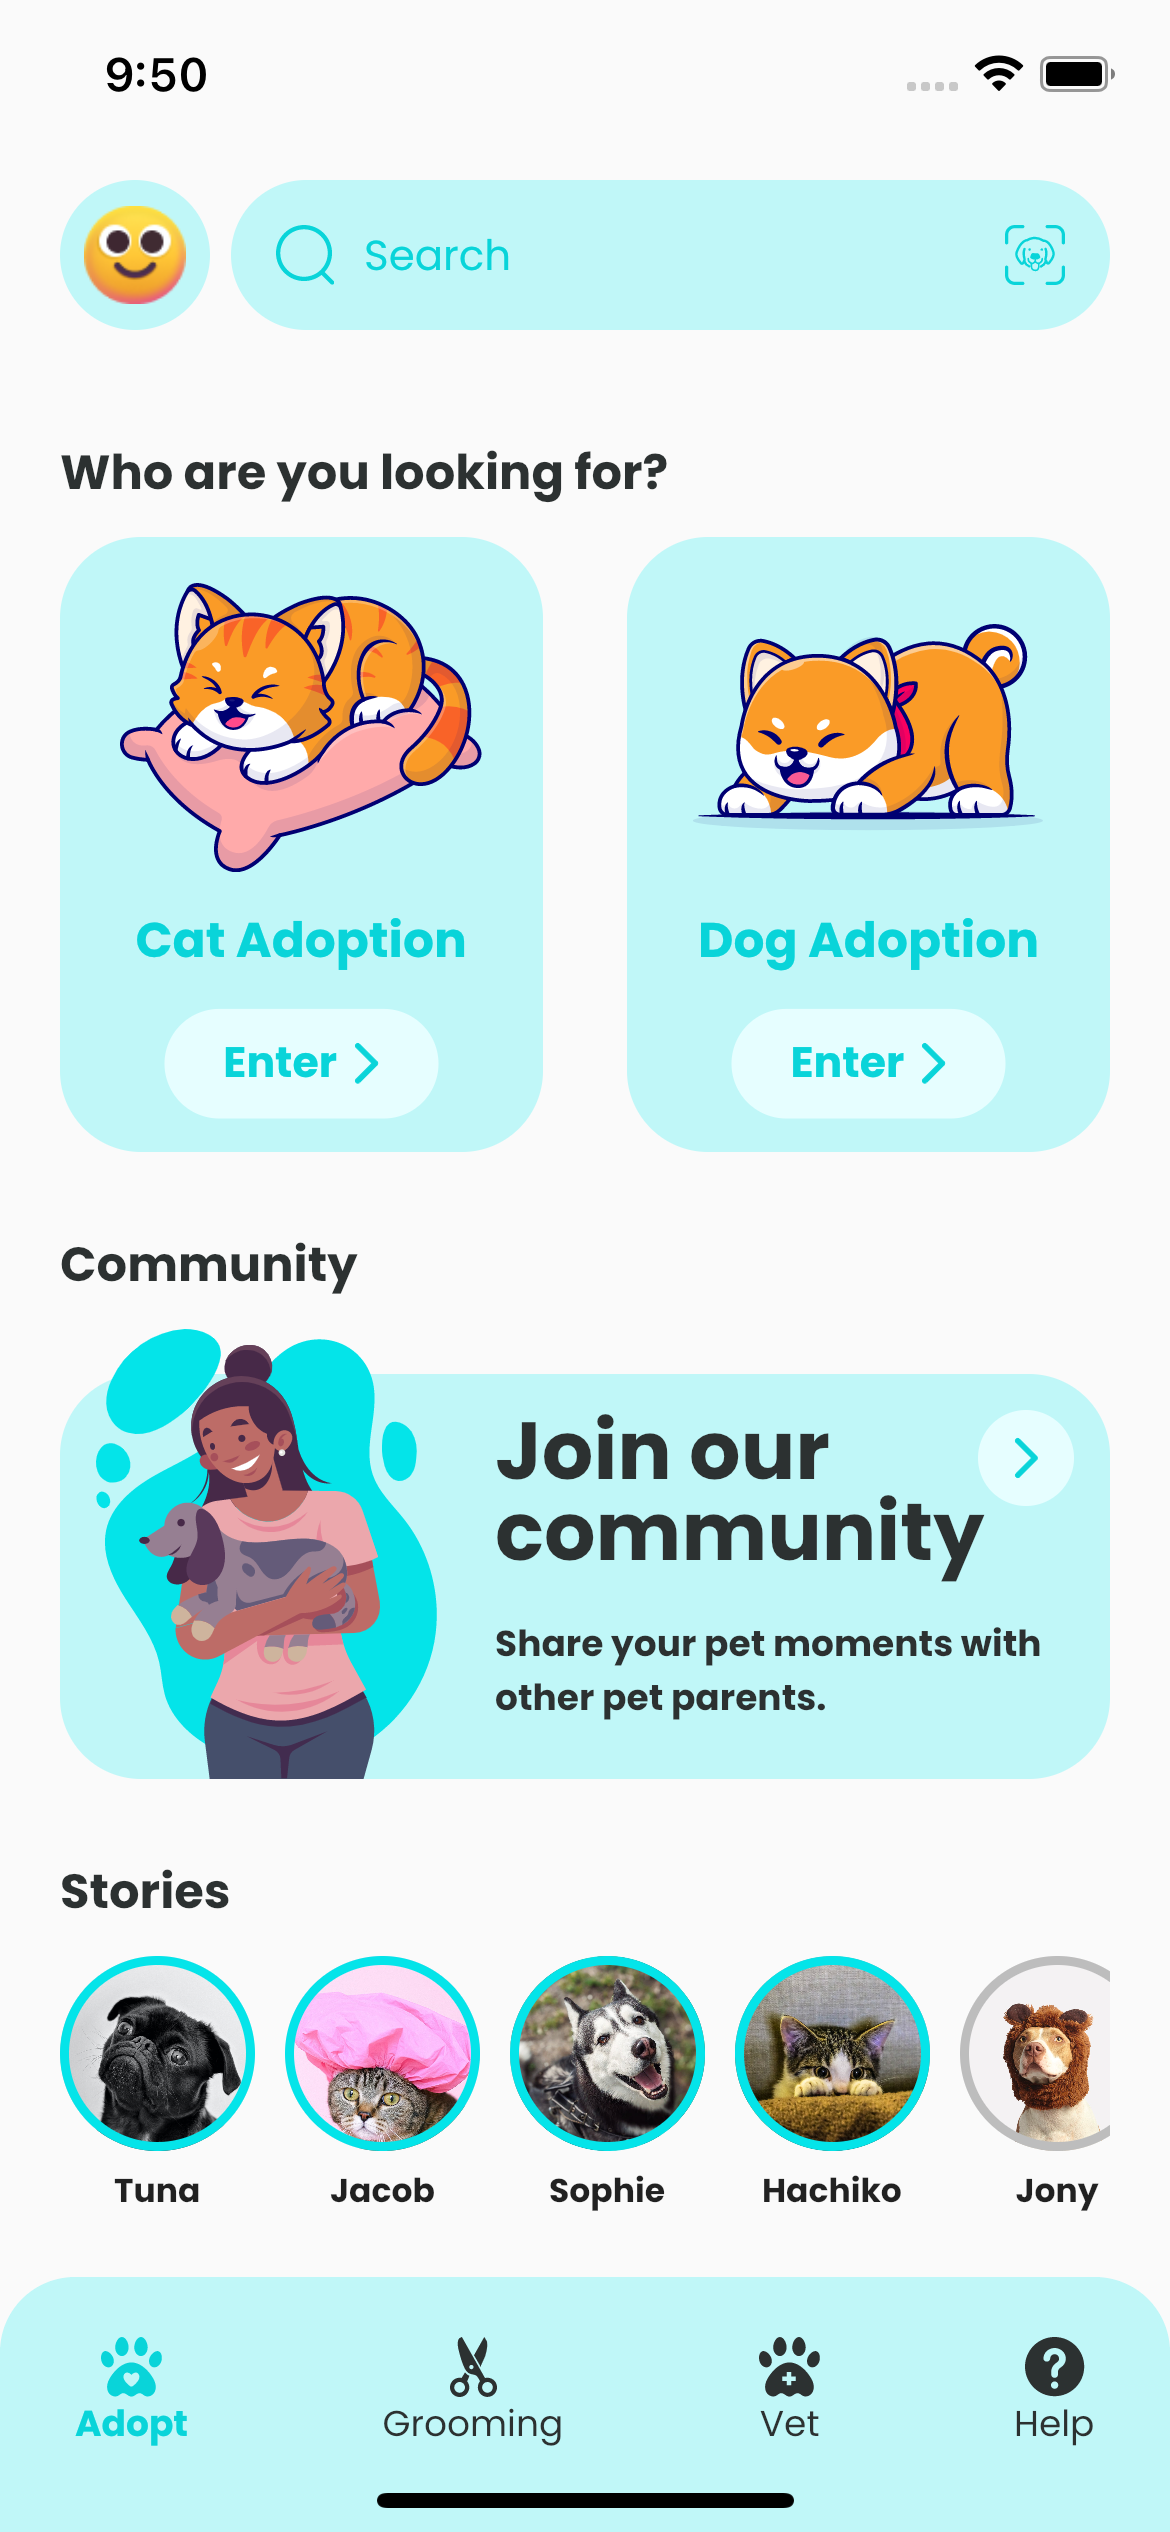 9:50
Search
Who are you looking for?
Cat Adoption
Dog Adoption
Enter
Enter
Community
Join our
community
Share your pet moments with
other pet parents.
Stories
Tuna
Jacob
Sophie
Hachiko
Jony
Adopt
Grooming
Vet
Help